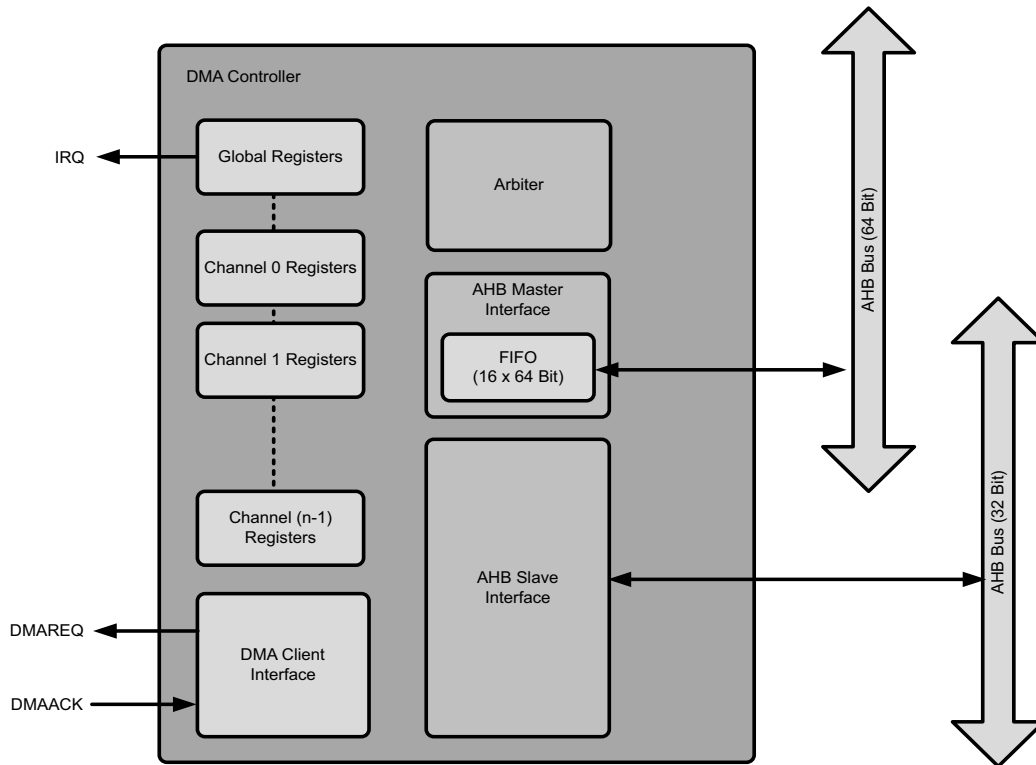 DMA Controller
IRQ
Global Registers
Arbiter
Channel 0 Registers
AHB Master
Interface
Channel 1 Registers
FIFO
(16 x 64 Bit)
AHB Bus (64 Bit)
Channel (n-1)
Registers
AHB Slave
Interface
AHB Bus (32 Bit)
DMAREQ
DMA Client
Interface
DMAACK